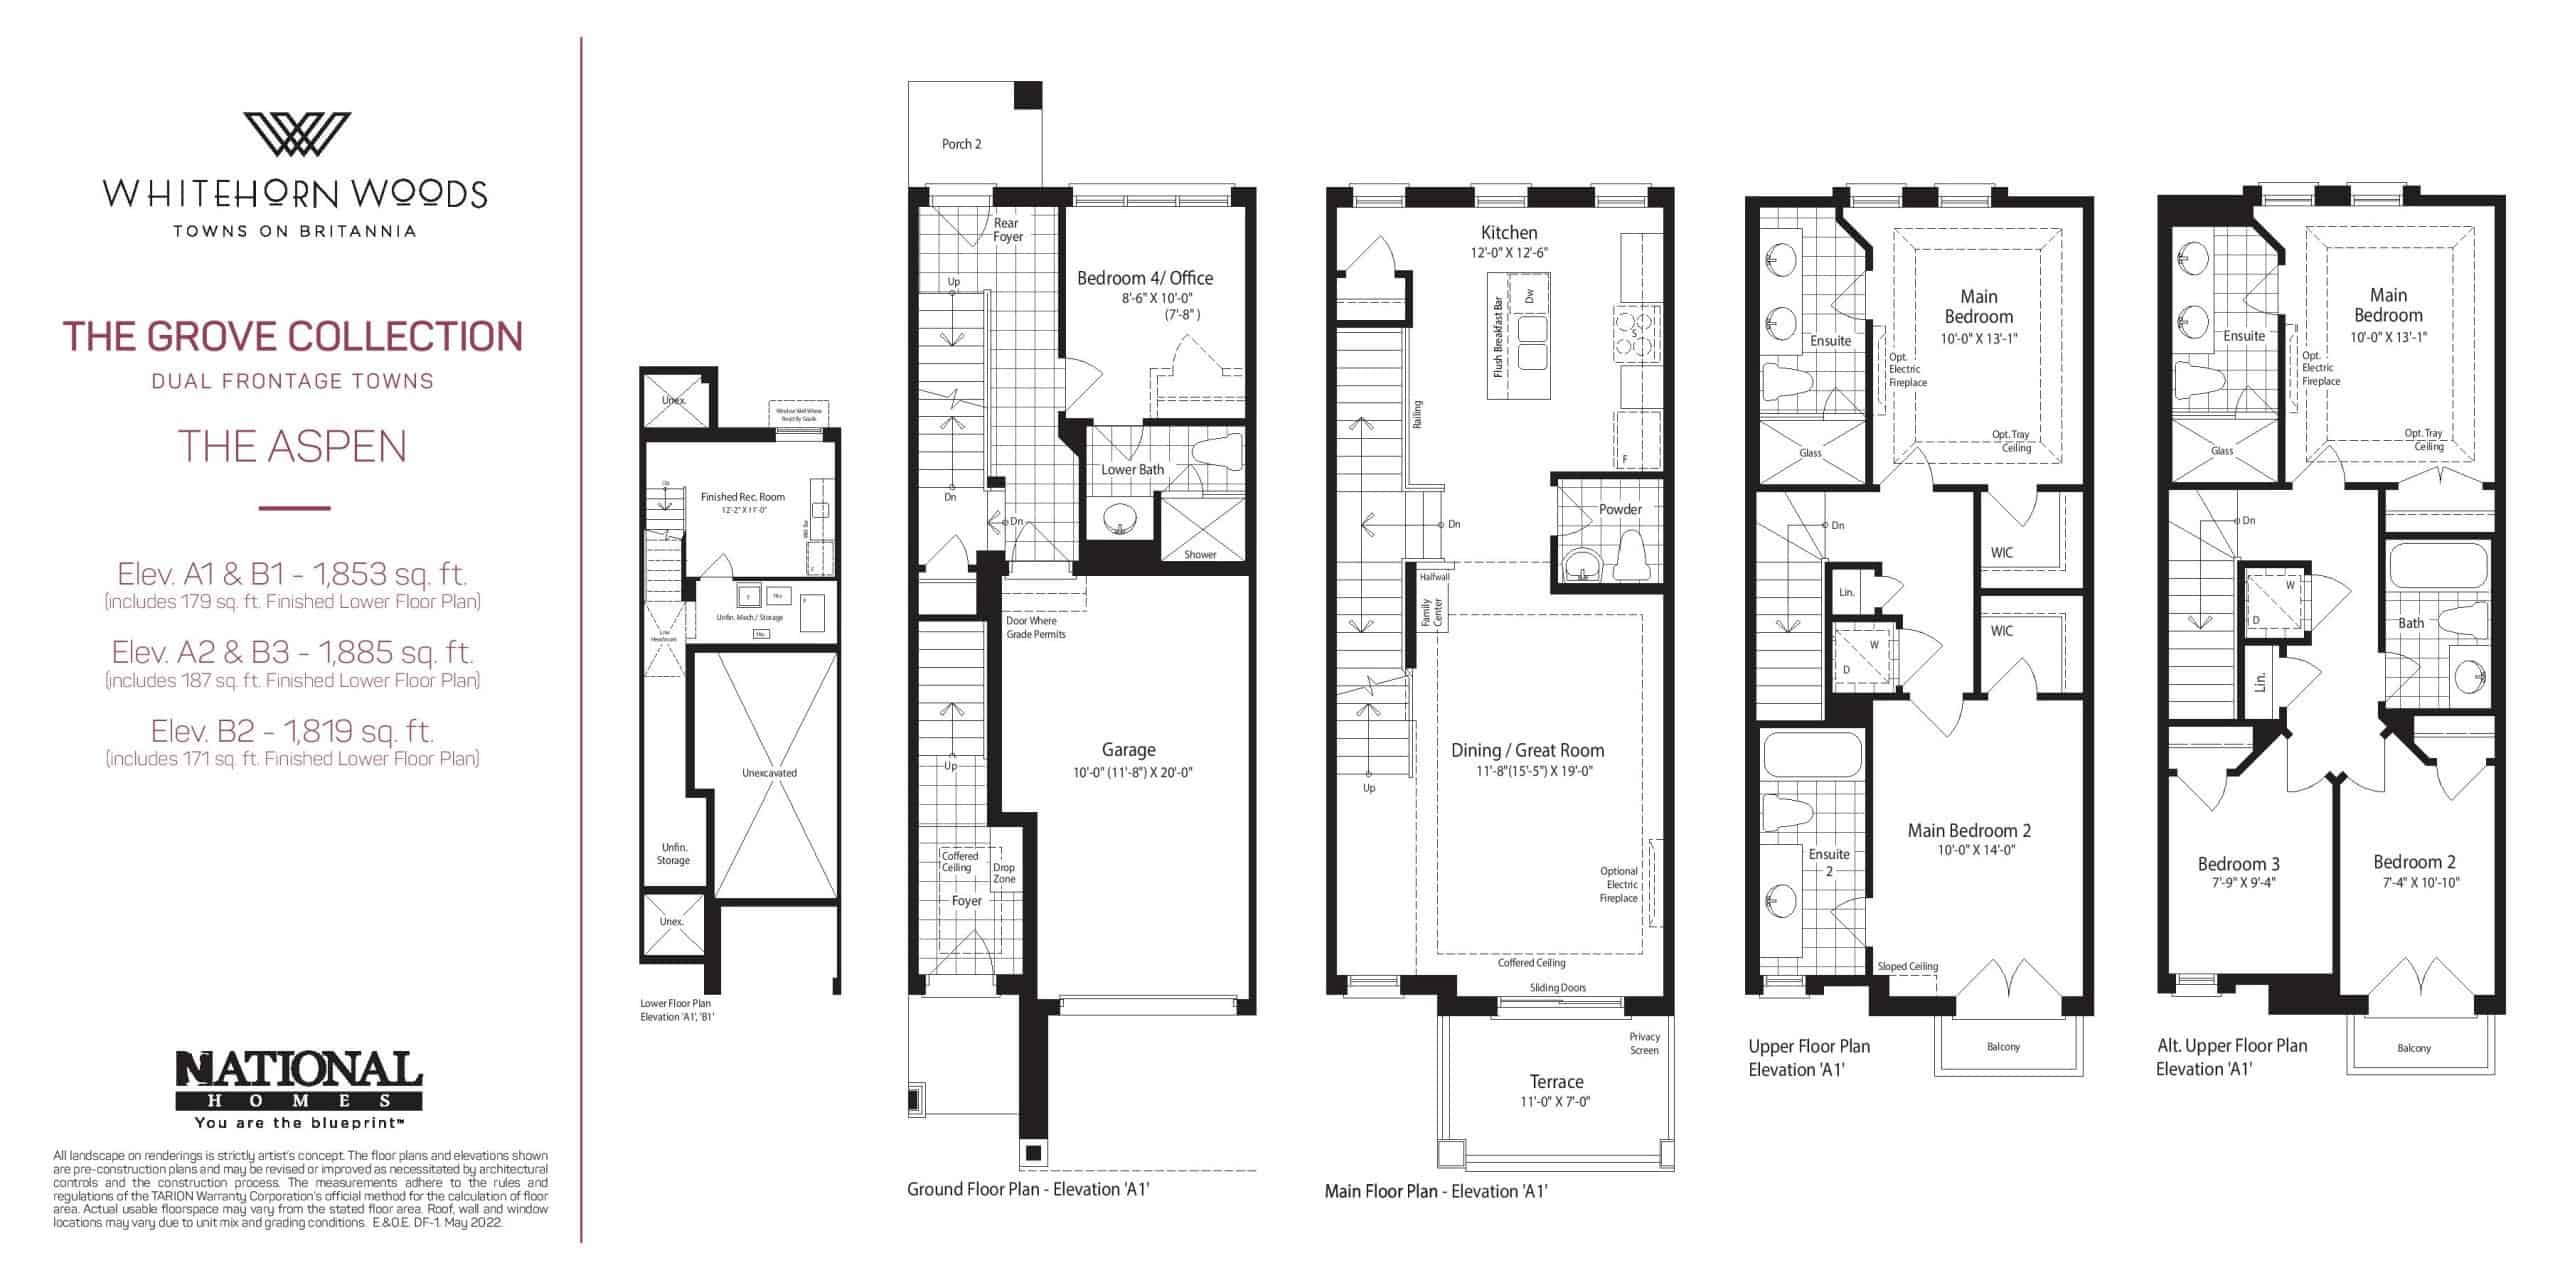 WHITEHORN WOODS
TOWNS ON BRITANNIA
THE GROVE COLLECTION
DUAL FRONTAGE TOWNS
THE ASPEN
Elev. A1 & B1 - 1,853 sq. ft.
(includes 179 sq. ft. Finished Lower Floor Plan)
Elev. A2 & B3 - 1,885 sq. ft.
(includes 187 sq. ft. Finished Lower Floor Plan)
Elev. B2 - 1,819 sq. ft.
(includes 171 sq. ft. Finished Lower Floor Plan)
NATIONAL
HOMES
You are the blueprint™
All landscape on renderings is strictly artist's concept. The floor plans and elevations shown
are pre-construction plans and may be revised or improved as necessitated by architectural
controls and the construction process. The measurements adhere to the rules and
regulations of the TARION Warranty Corporation's official method for the calculation of floor
area. Actual usable floorspace may vary from the stated floor area. Roof, wall and window
locations may vary due to unit mix and grading conditions. E.&O.E. DF-1. May 2022.
Unex.
Window Well Where
Req'd By Grade
Dn
Finished Rec. Room
12'-2" X 11'-0"
Wet Bar
Unfin. Mech./ Storage
Low
Headroom
Unexcavated
Unfin.
Storage
Unex.
Lower Floor Plan
Elevation 'A1', 'B1'
Porch 2
Rear
Foyer
Up
Bedroom 4/ Office
8'-6" X 10'-0"
(7'-8" )
Lower Bath
Dn
Dn
Shower
Door Where
Grade Permits
Garage
10'-0" (11'-8") X 20'-0"
Up
Coffered
Ceiling
Drop
Zone
Foyer
Ground Floor Plan - Elevation 'A1'
Kitchen
12'-0" X 12'-6"
Flush Breakfast Bar
Dw
S
Railing
F
Powder
Dn
Halfwall
Family
Center
Dining / Great Room
11'-8"(15'-5") X 19'-0"
Up
Optional
Electric
Fireplace
Coffered Ceiling
Sliding Doors
Privacy
Screen
Terrace
11'-0" X 7'-0"
Main Floor Plan - Elevation 'A1'
Main
Bedroom
10'-0" X 13'-1"
Ensuite
Opt.
Electric
Fireplace
Opt. Tray
Ceiling
Glass
Dn
WIC
Lin.
WIC
W
D
Main Bedroom 2
10'-0" X 14'-0"
Ensuite
2
Sloped Ceiling
Balcony
Upper Floor Plan
Elevation 'A1'
Main
Bedroom
10'-0" X 13'-1"
Ensuite
Opt.
Electric
Fireplace
Opt. Tray
Ceiling
Glass
Dn
W
D
Bath
Lin.
Bedroom 3
7'-9" X 9'-4"
Bedroom 2
7'-4" X 10'-10"
Balcony
Alt. Upper Floor Plan
Elevation 'A1'